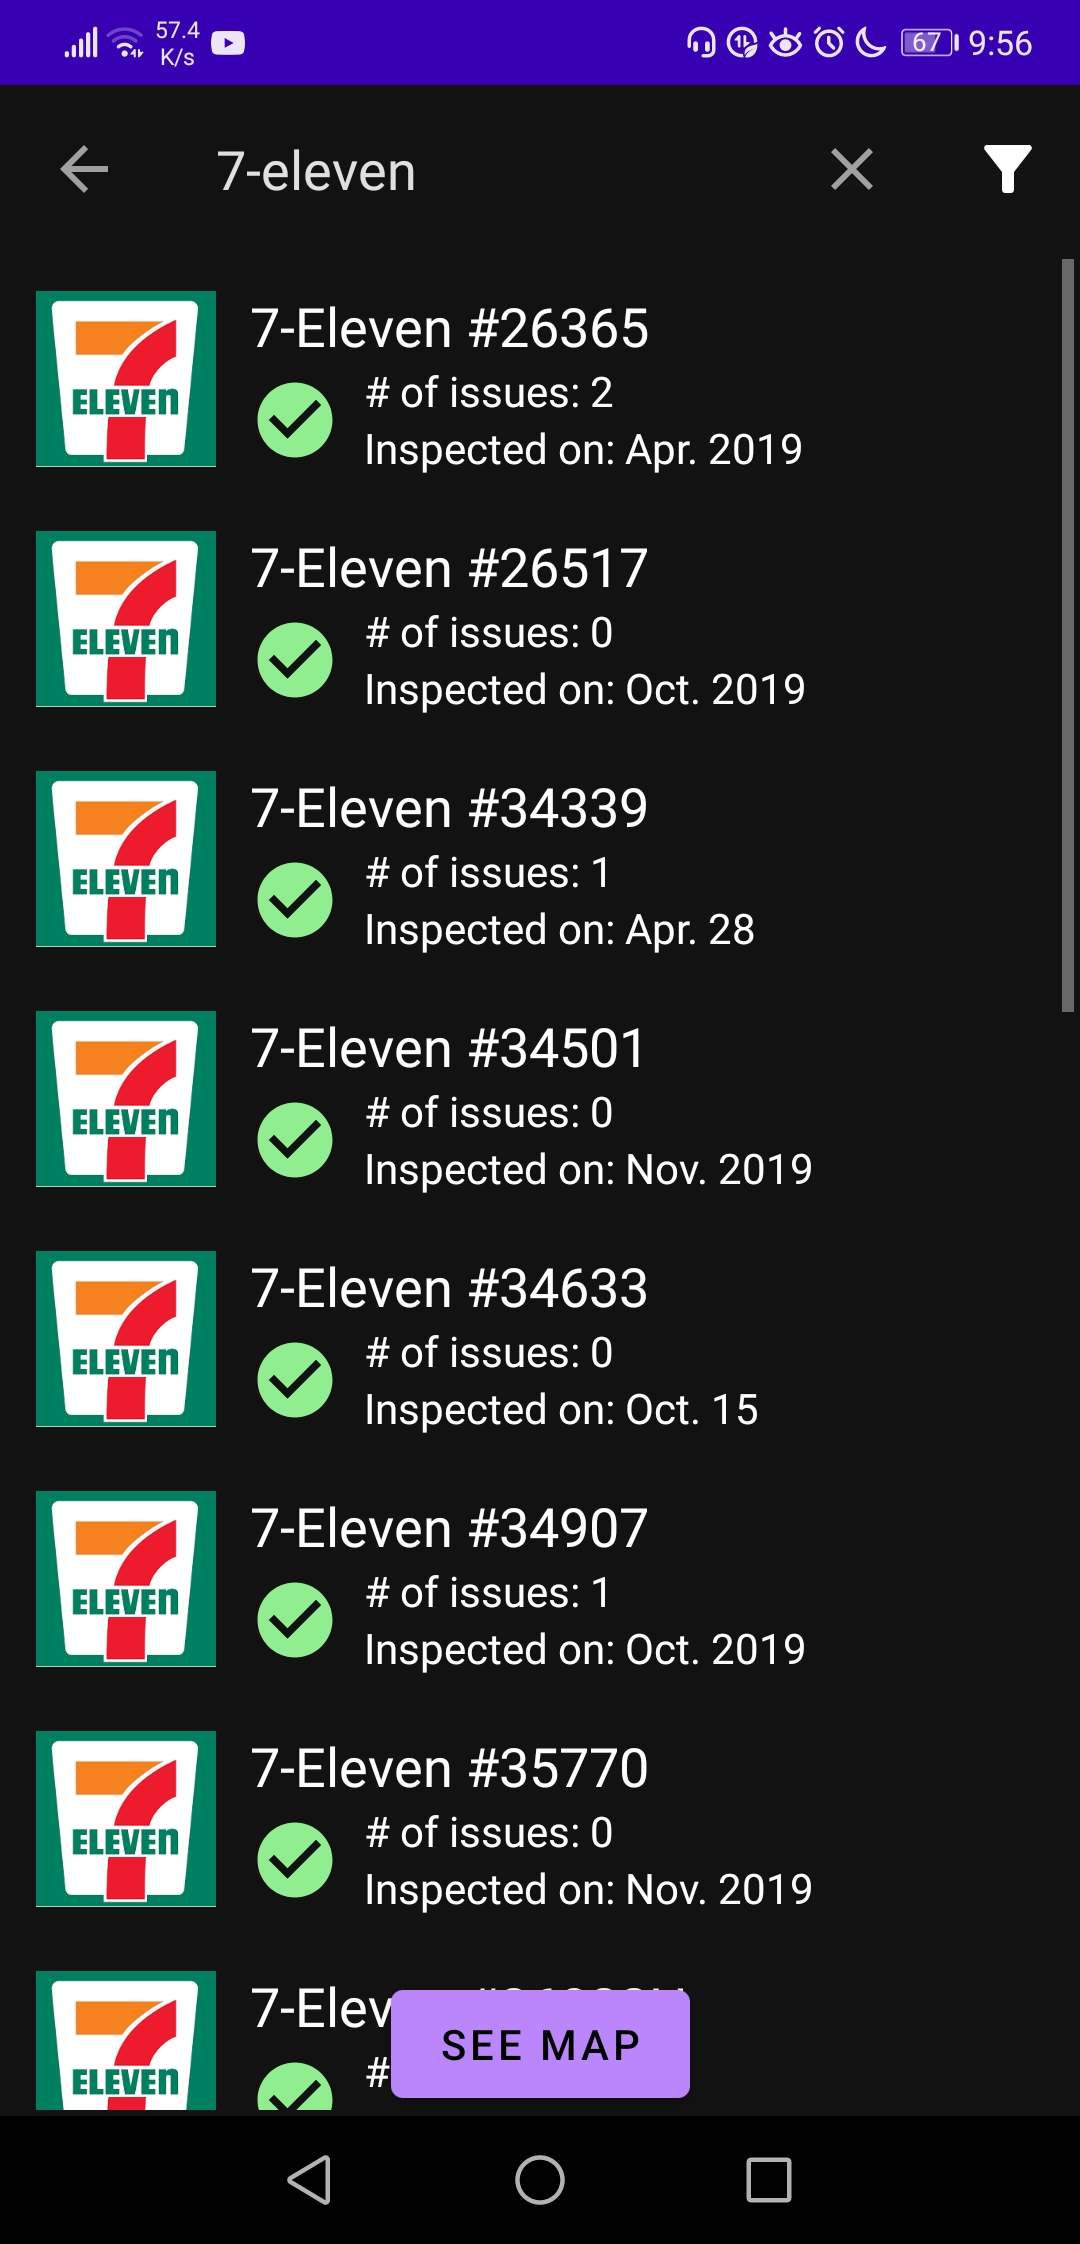 57.4
K/s
67
9:56
7-eleven
ELEVEn
7-Eleven #26365
# of issues: 2
Inspected on: Apr. 2019
ELEVEn
7-Eleven #26517
# of issues: 0
Inspected on: Oct. 2019
ELEVEn
7-Eleven #34339
# of issues: 1
Inspected on: Apr. 28
ELEVEn
7-Eleven #34501
# of issues: 0
Inspected on: Nov. 2019
ELEVEn
7-Eleven #34633
# of issues: 0
Inspected on: Oct. 15
ELEVEn
7-Eleven #34907
# of issues: 1
Inspected on: Oct. 2019
ELEVEn
7-Eleven #35770
# of issues: 0
Inspected on: Nov. 2019
ELEVEn
7-Elev
#
SEE MAP